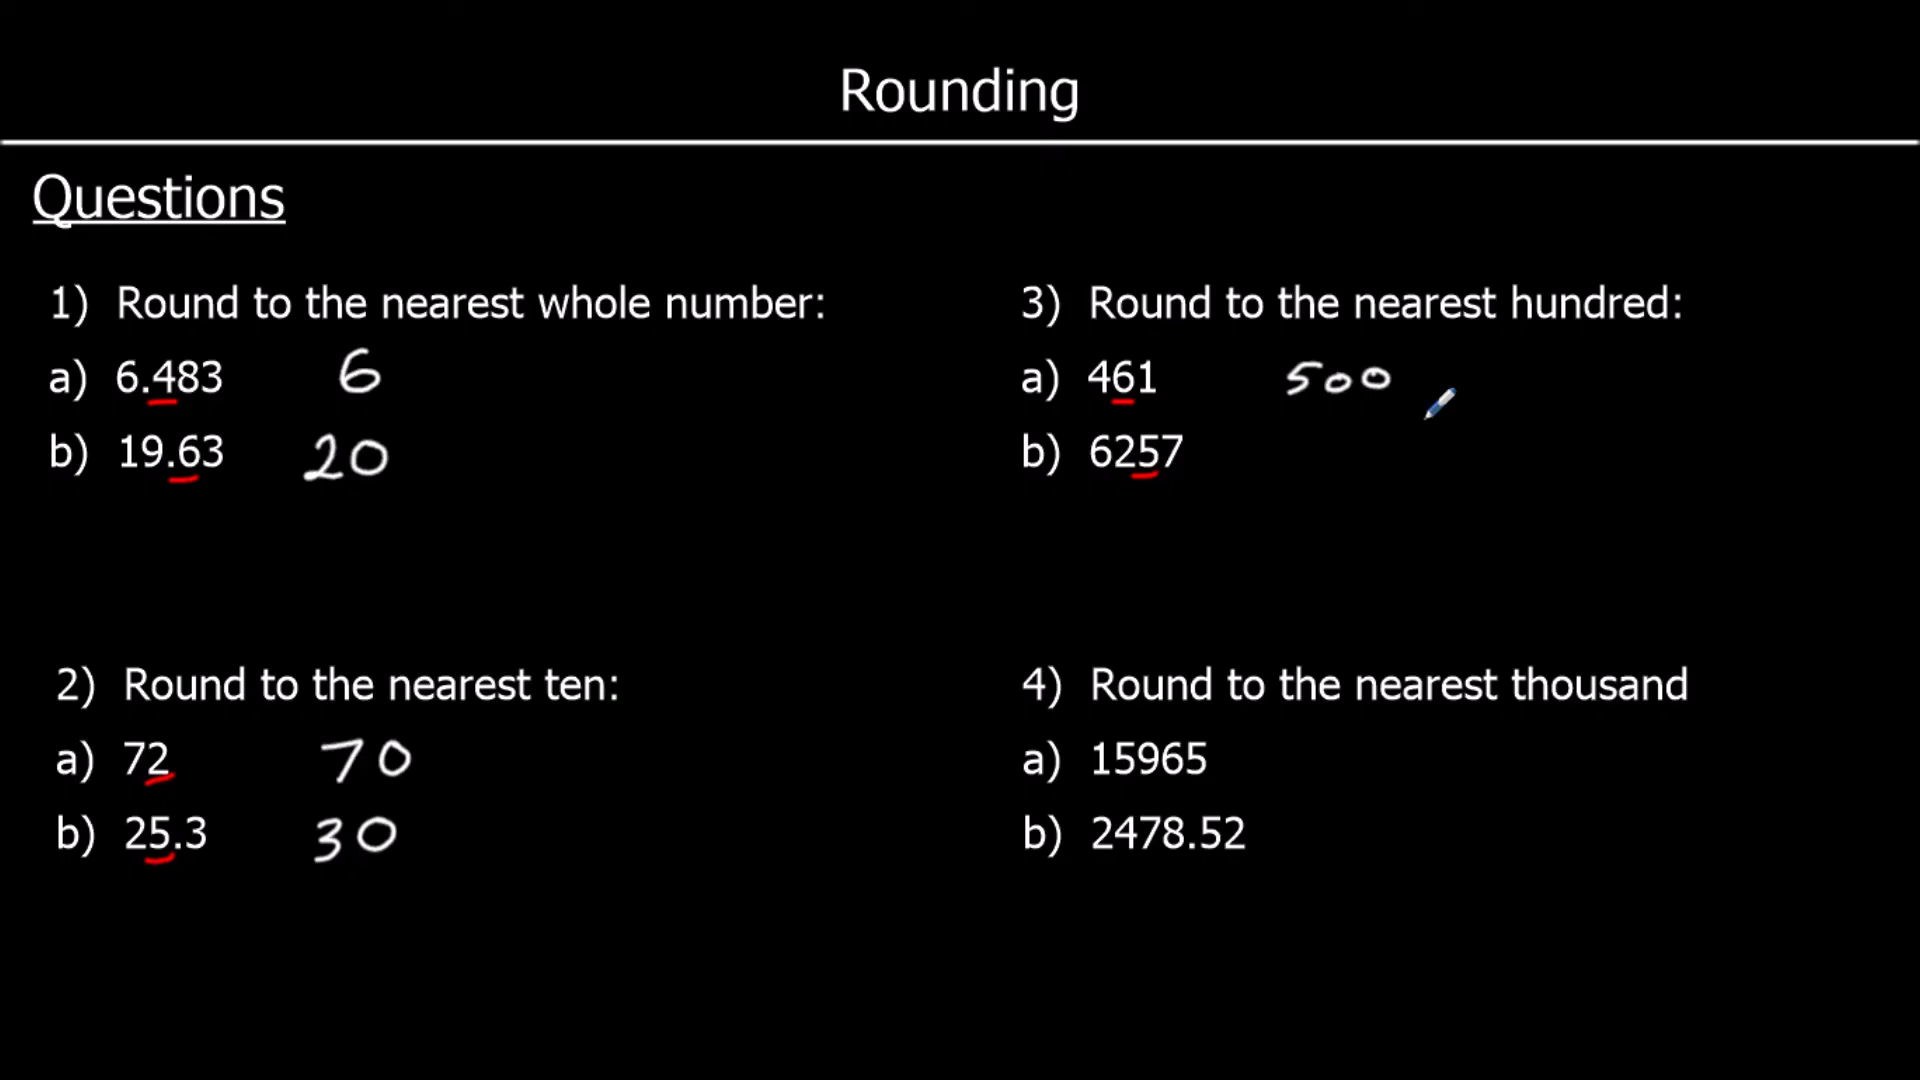 Rounding
Questions
1) Round to the nearest whole number:
a) 6.483 6
b) 19.63 20
2) Round to the nearest ten:
a) 72 70
b) 25.3 30
3) Round to the nearest hundred:
a) 461 500
b) 6257
4) Round to the nearest thousand
a) 15965
b) 2478.52